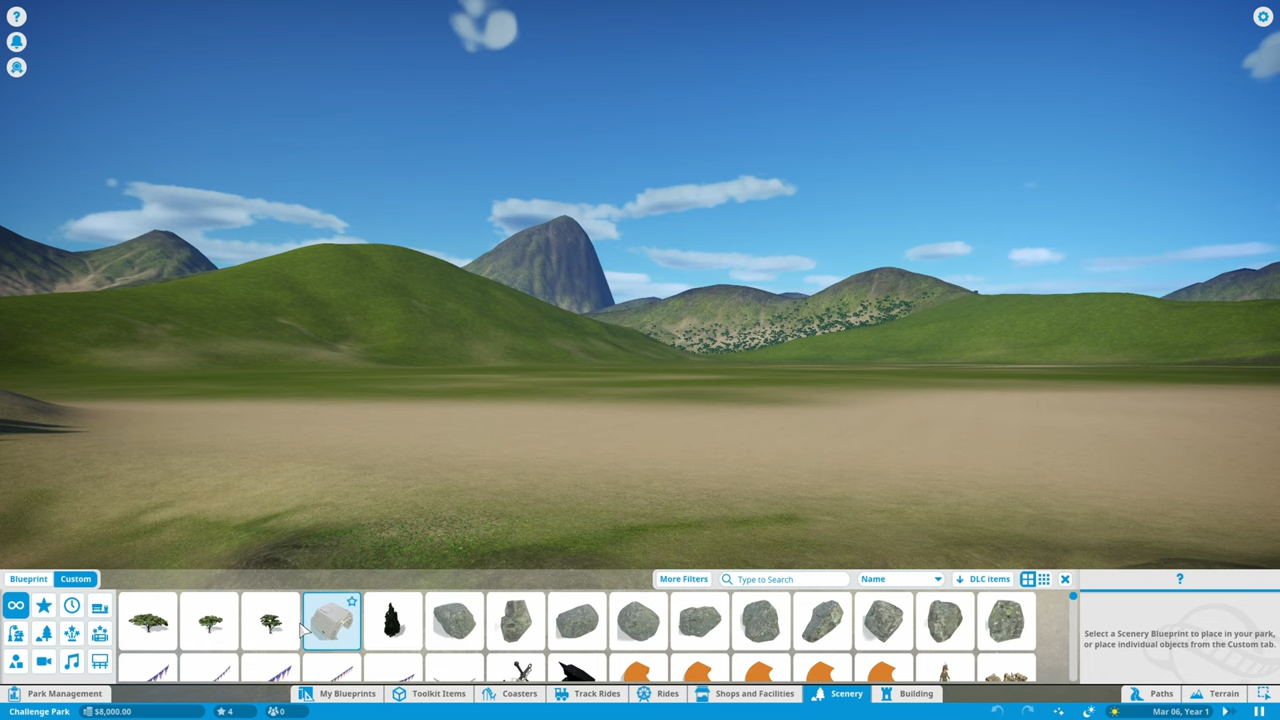 Blueprint Custom More Filters Type to Search Name DLC items
Select a Scenery Blueprint to place in your park,
or place individual objects from the Custom tab.
Park Management My Blueprints Toolkit Items Coasters Track Rides Rides Shops and Facilities Scenery Building Paths Terrain
Challenge Park $8,000.00 4 0 Mar 06, Year 1